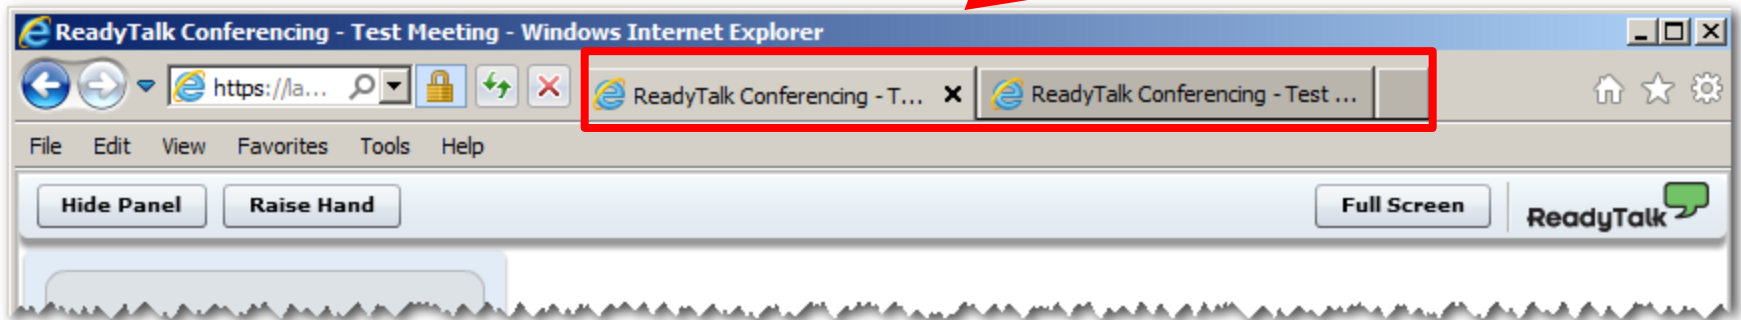 ReadyTalk Conferencing - Test Meeting - Windows Internet Explorer
https://la... ReadyTalk Conferencing - T... ReadyTalk Conferencing - Test ...
File Edit View Favorites Tools Help
Hide Panel Raise Hand Full Screen ReadyTalk